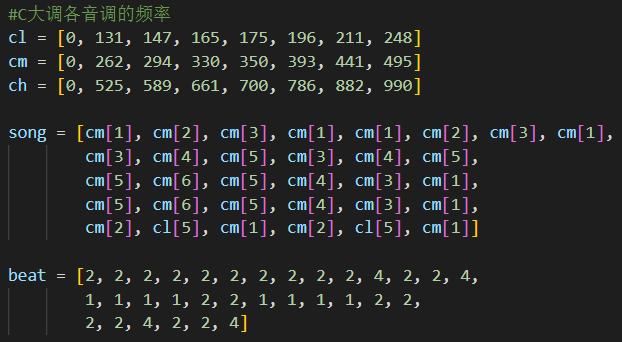 #C大调各音调的频率
cl = [0, 131, 147, 165, 175, 196, 211, 248]
cm = [0, 262, 294, 330, 350, 393, 441, 495]
ch = [0, 525, 589, 661, 700, 786, 882, 990]
song = [cm[1], cm[2], cm[3], cm[1], cm[1], cm[2], cm[3], cm[1],
cm[3], cm[4], cm[5], cm[3], cm[4], cm[5],
cm[5], cm[6], cm[5], cm[4], cm[3], cm[1],
cm[5], cm[6], cm[5], cm[4], cm[3], cm[1],
cm[2], cl[5], cm[1], cm[2], cl[5], cm[1]]
beat = [2, 2, 2, 2, 2, 2, 2, 2, 2, 2, 4, 2, 2, 4,
1, 1, 1, 1, 2, 2, 1, 1, 1, 1, 2, 2,
2, 2, 4, 2, 2, 4]